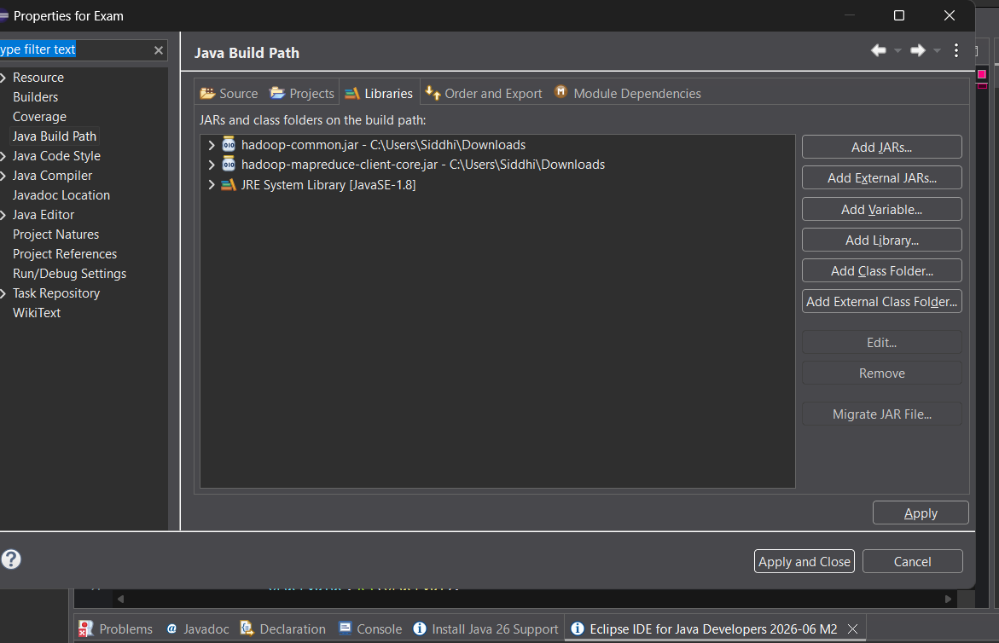 Properties for Exam
ype filter text
Java Build Path
Resource
Builders
Coverage
Java Build Path
Java Code Style
Java Compiler
Javadoc Location
Java Editor
Project Natures
Project References
Run/Debug Settings
Task Repository
WikiText
Source
Projects
Libraries
Order and Export
Module Dependencies
JARs and class folders on the build path:
hadoop-common.jar - C:\Users\Siddhi\Downloads
hadoop-mapreduce-client-core.jar - C:\Users\Siddhi\Downloads
JRE System Library [JavaSE-1.8]
Add JARs...
Add External JARs...
Add Variable...
Add Library...
Add Class Folder...
Add External Class Folder...
Edit...
Remove
Migrate JAR File...
Apply
Apply and Close
Cancel
Problems
Javadoc
Declaration
Console
Install Java 26 Support
Eclipse IDE for Java Developers 2026-06 M2